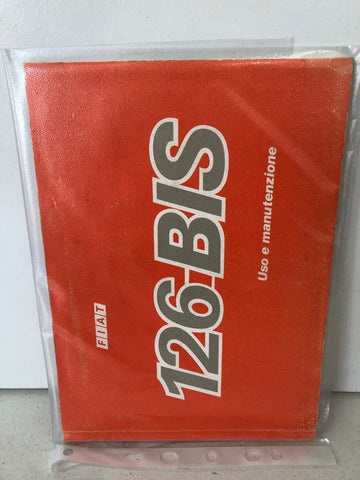 FIAT
126 BIS
Uso e manutenzione